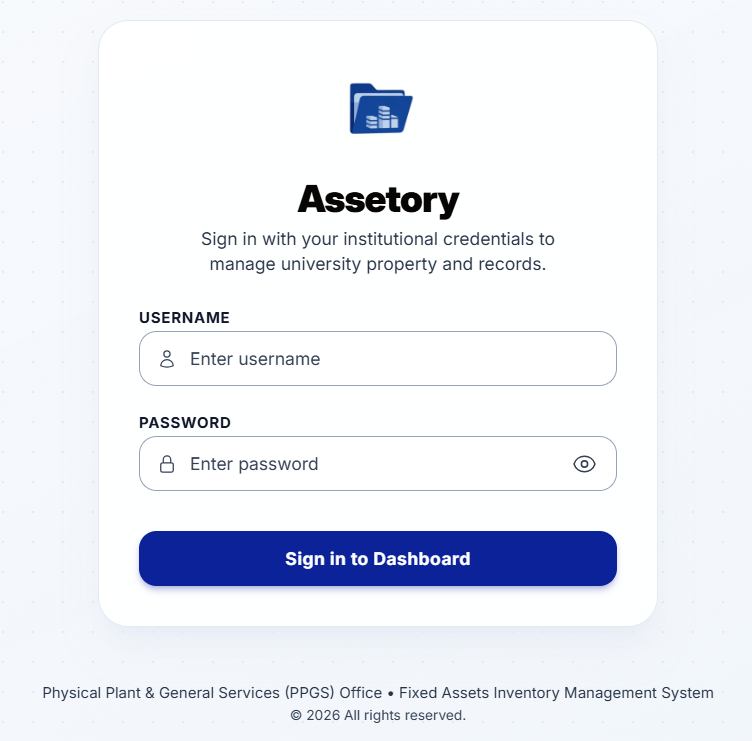 Assetory
Sign in with your institutional credentials to
manage university property and records.
USERNAME
Enter username
PASSWORD
Enter password
Sign in to Dashboard
Physical Plant & General Services (PPGS) Office • Fixed Assets Inventory Management System
© 2026 All rights reserved.